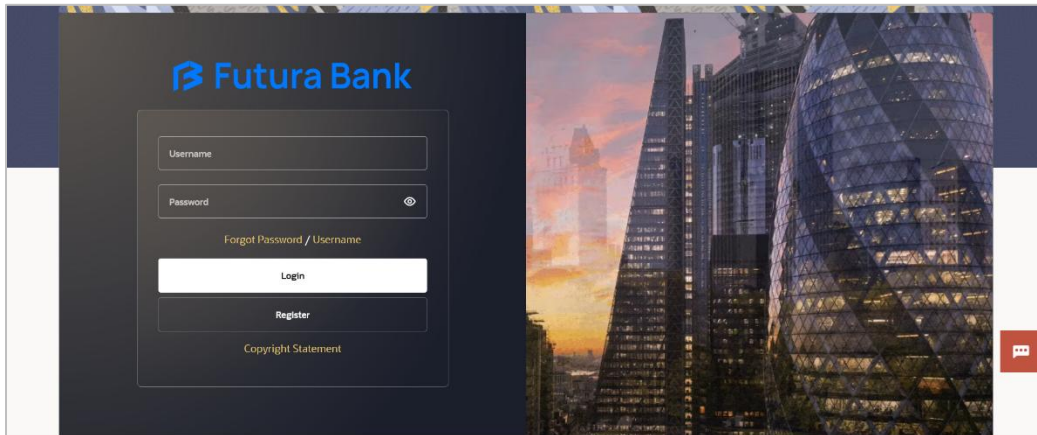 Futura Bank
Username
Password
Forgot Password / Username
Login
Register
Copyright Statement